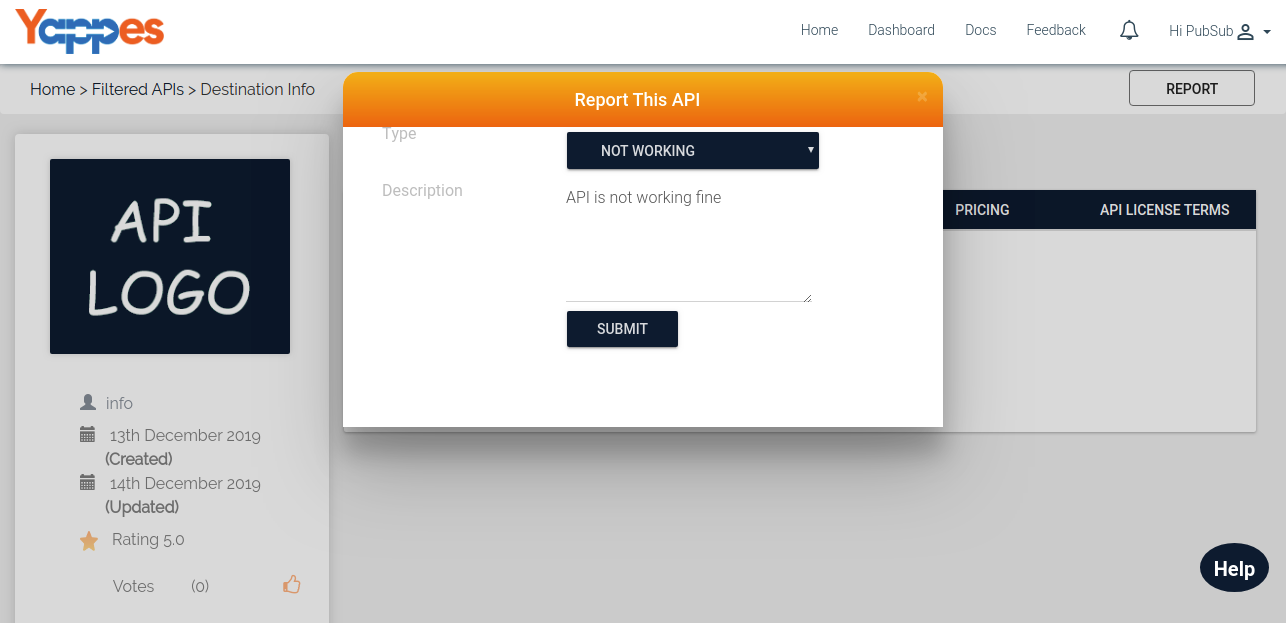 Yappes
Home
Dashboard
Docs
Feedback
Hi PubSub
Home > Filtered APIs > Destination Info
REPORT
Report This API
×
Type
NOT WORKING
Description
API is not working fine
SUBMIT
PRICING
API LICENSE TERMS
API
LOGO
info
13th December 2019
(Created)
14th December 2019
(Updated)
Rating 5.0
Votes (0)
Help